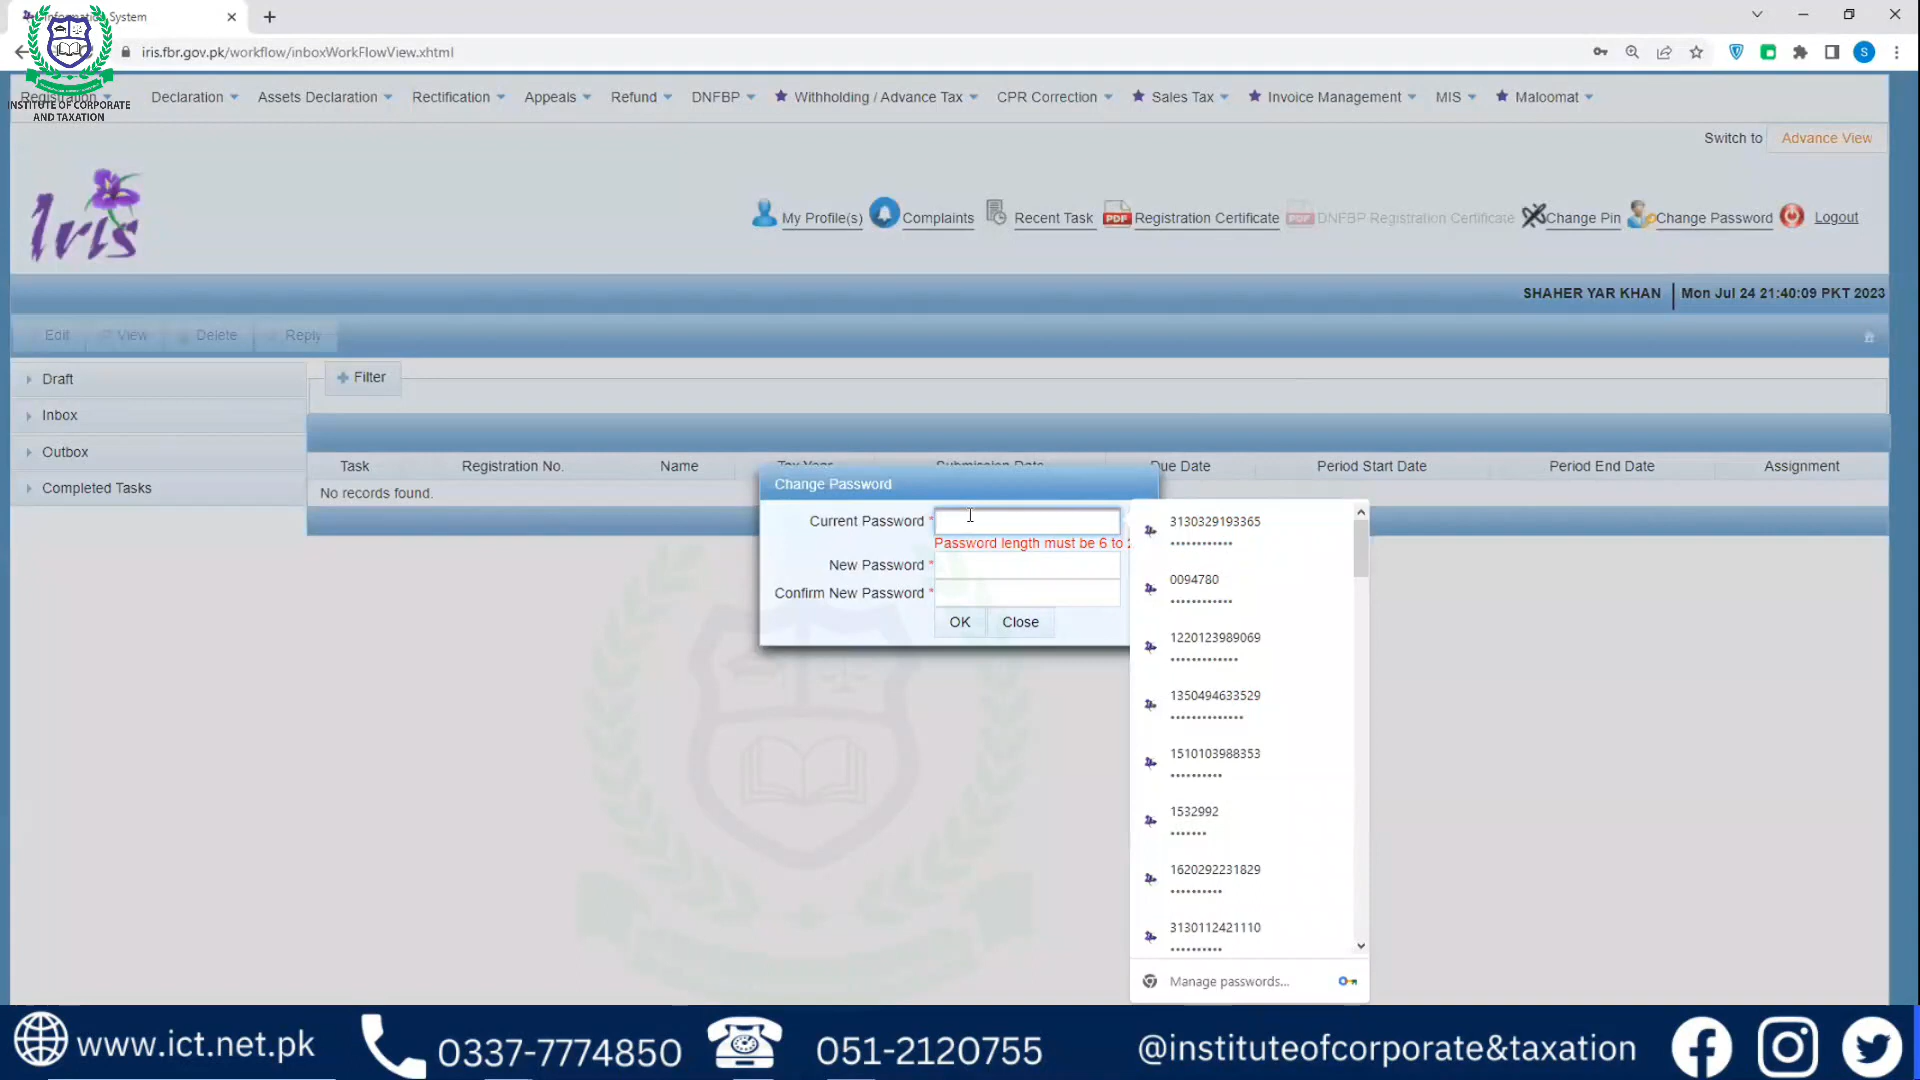 Information System
iris.fbr.gov.pk/workflow/inboxWorkFlowView.xhtml
S
INSTITUTE OF CORPORATE
AND TAXATION
Registration Declaration Assets Declaration Rectification Appeals Refund DNFBP Withholding / Advance Tax CPR Correction Sales Tax Invoice Management MIS Maloomat
Switch to Advance View
Iris
My Profile(s) Complaints Recent Task PDF Registration Certificate PDF DNFBP Registration Certificate Change Pin Change Password Logout
SHAHER YAR KHAN Mon Jul 24 21:40:09 PKT 2023
Edit View Delete Reply
Draft
Inbox
Outbox
Completed Tasks
Filter
Task Registration No. Name Tax Year Submission Date Due Date Period Start Date Period End Date Assignment
No records found.
Change Password
Current Password *
Password length must be 6 to
New Password *
Confirm New Password *
OK Close
3130329193365
••••••••••••
0094780
••••••••••••
1220123989069
•••••••••••••
1350494633529
••••••••••••••
1510103988353
••••••••••
1532992
•••••••
1620292231829
••••••••••
3130112421110
••••••••••
Manage passwords...
www.ict.net.pk 0337-7774850 051-2120755 @instituteofcorporate&taxation